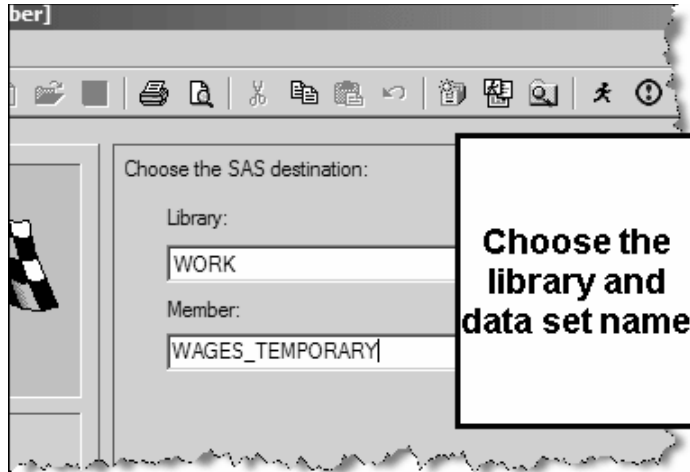 ber]
Choose the SAS destination:
Library:
WORK
Member:
WAGES_TEMPORARY
Choose the
library and
data set name